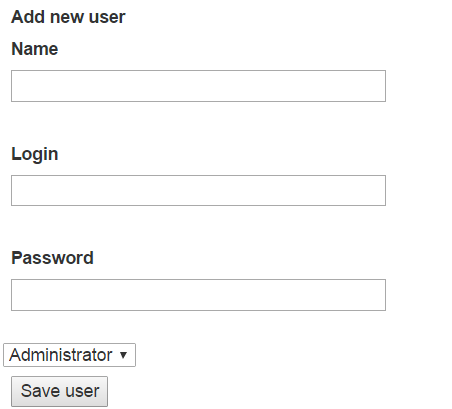 Add new user
Name
Login
Password
Administrator
Save user